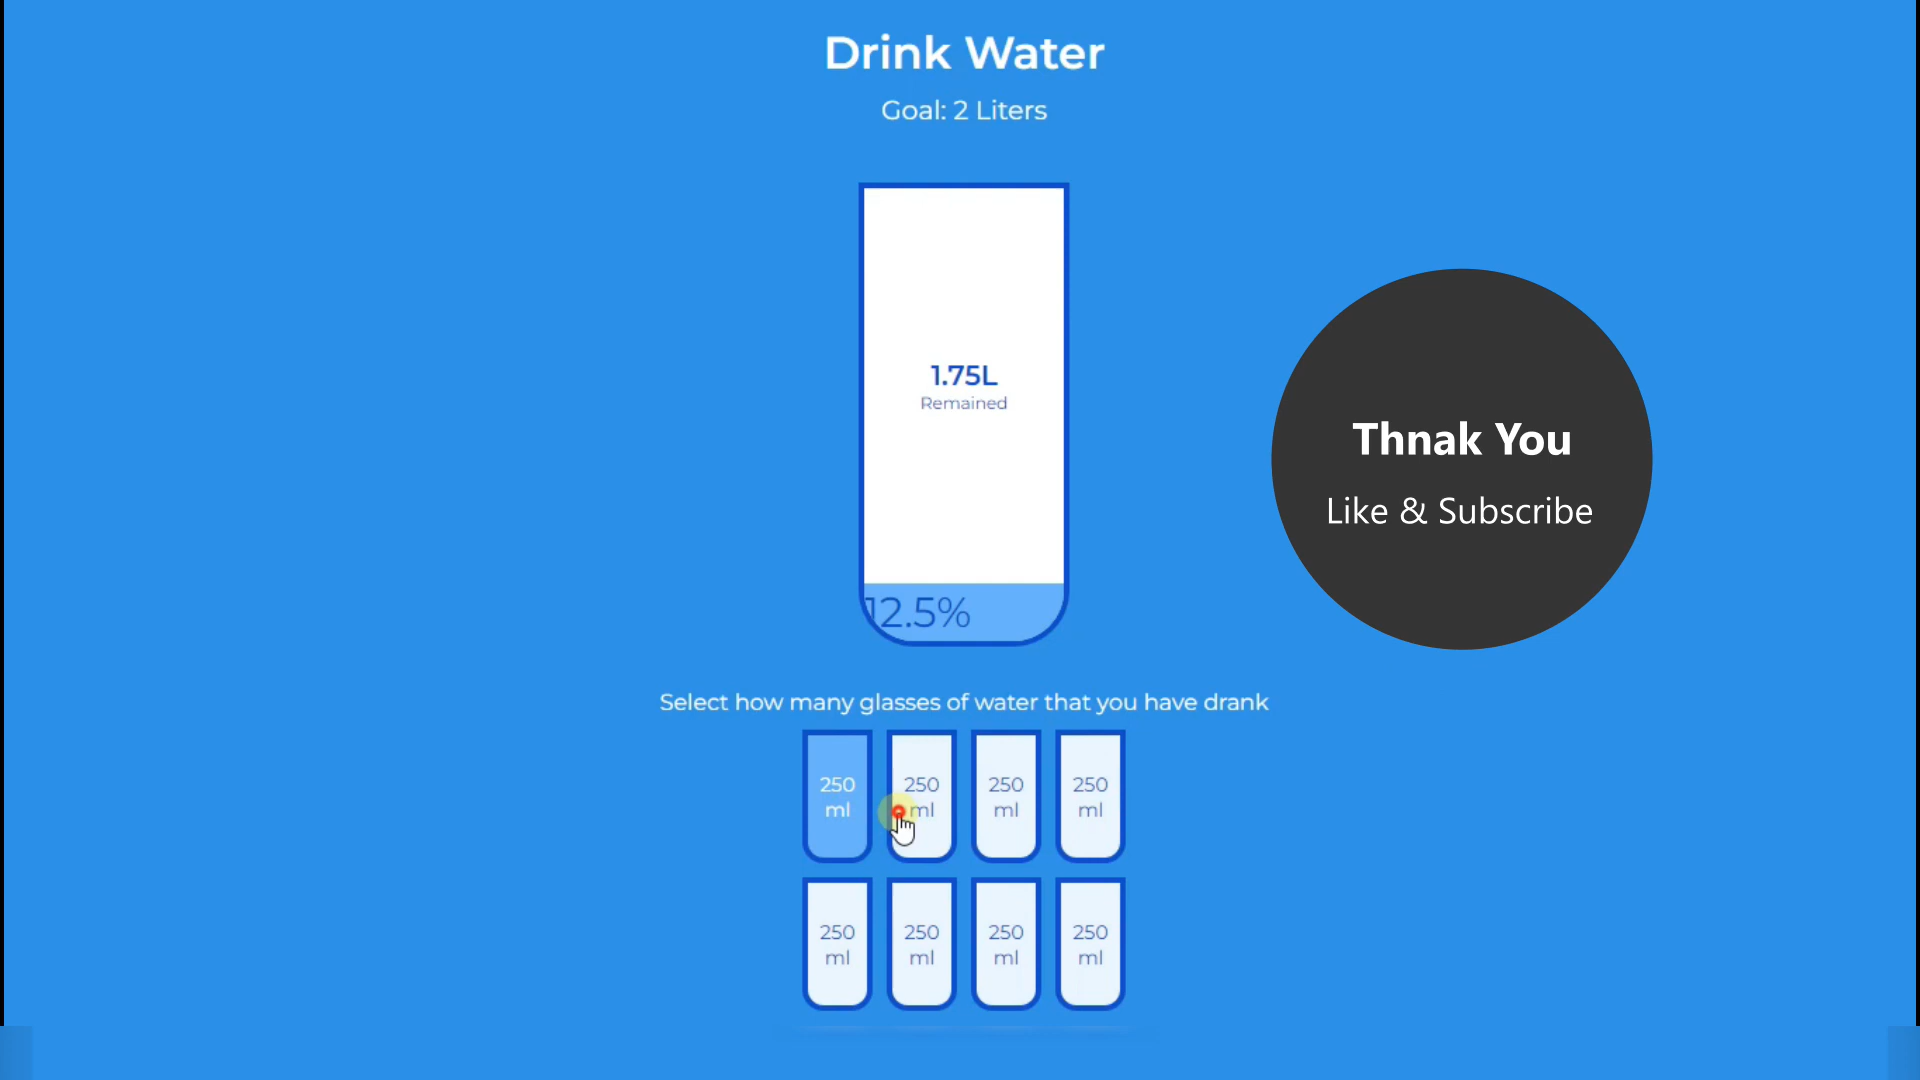 Drink Water
Goal: 2 Liters
1.75L
Remained
Thnak You
Like & Subscribe
12.5%
Select how many glasses of water that you have drank
250 250 250 250
ml ml ml ml
250 250 250 250
ml ml ml ml